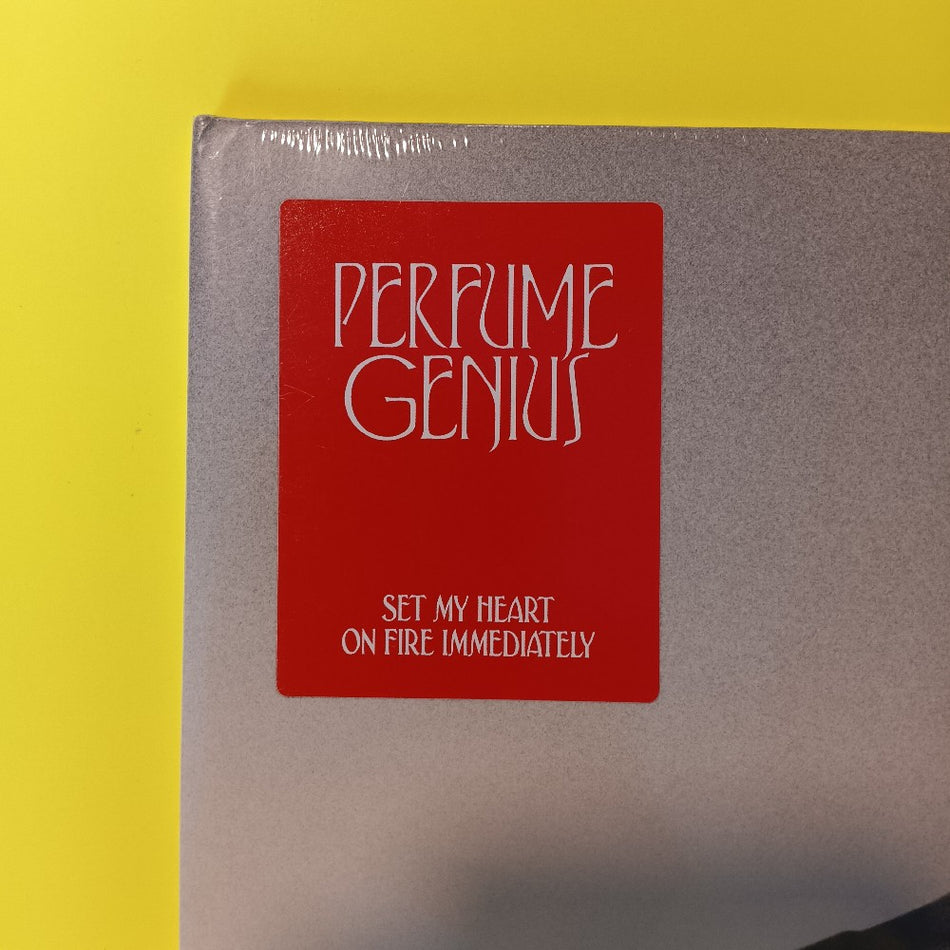 PERFUME
GENIUS
SET MY HEART
ON FIRE IMMEDIATELY